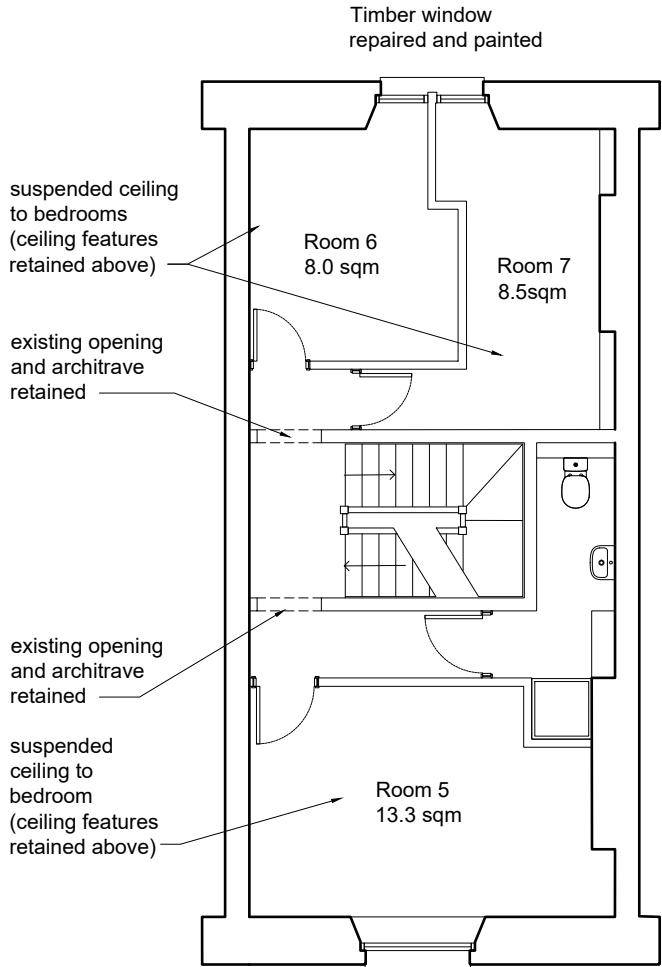 Timber window
repaired and painted
suspended ceiling
to bedrooms
(ceiling features
retained above)
Room 6
8.0 sqm
Room 7
8.5sqm
existing opening
and architrave
retained
existing opening
and architrave
retained
suspended
ceiling to
bedroom
(ceiling features
retained above)
Room 5
13.3 sqm